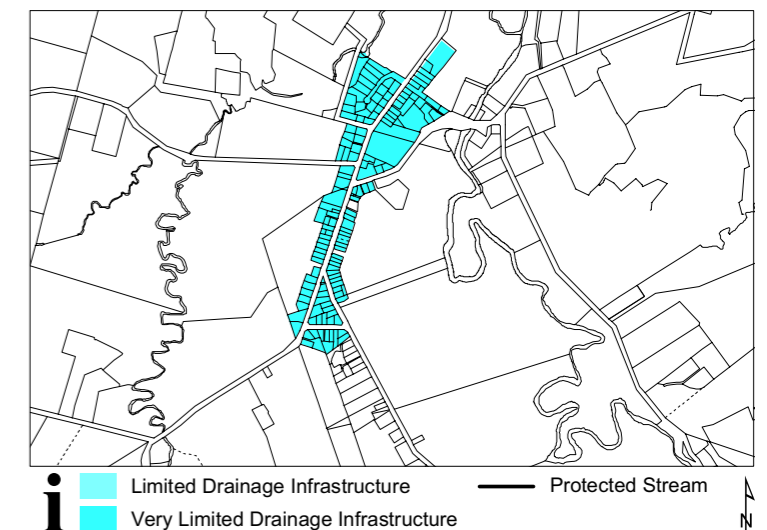 i
Limited Drainage Infrastructure
Protected Stream
Very Limited Drainage Infrastructure
N